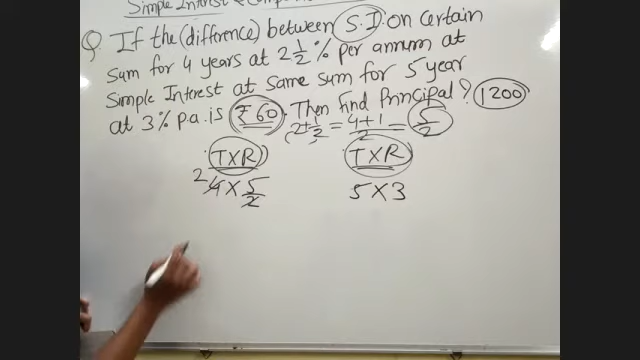 Simple Interest &
Q. If the (difference) between S.I. on certain
sum for 4 years at 2 1/2 % per annum at
Simple Interest at same sum for 5 year
at 3% p.a. is ₹60. Then find Principal? 1200
2+1/2 = 4+1/2 = 5/2
T×R T×R
2 4×5/2 5×3